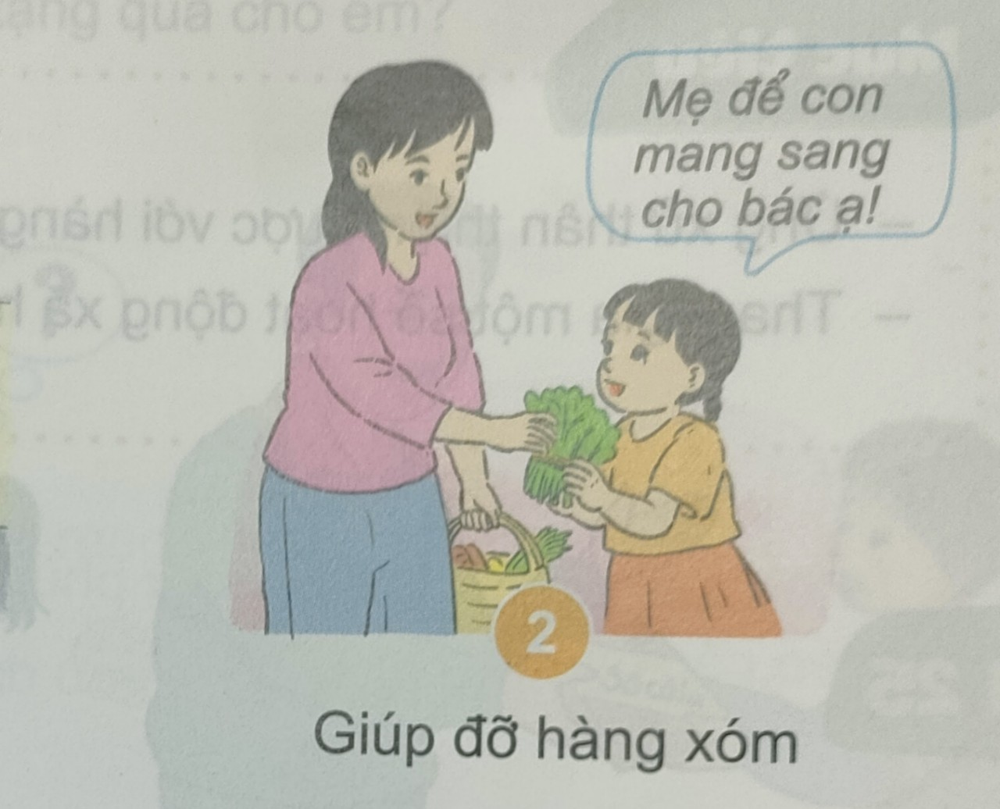 Mẹ để con
mang sang
cho bác ạ!
2
Giúp đỡ hàng xóm